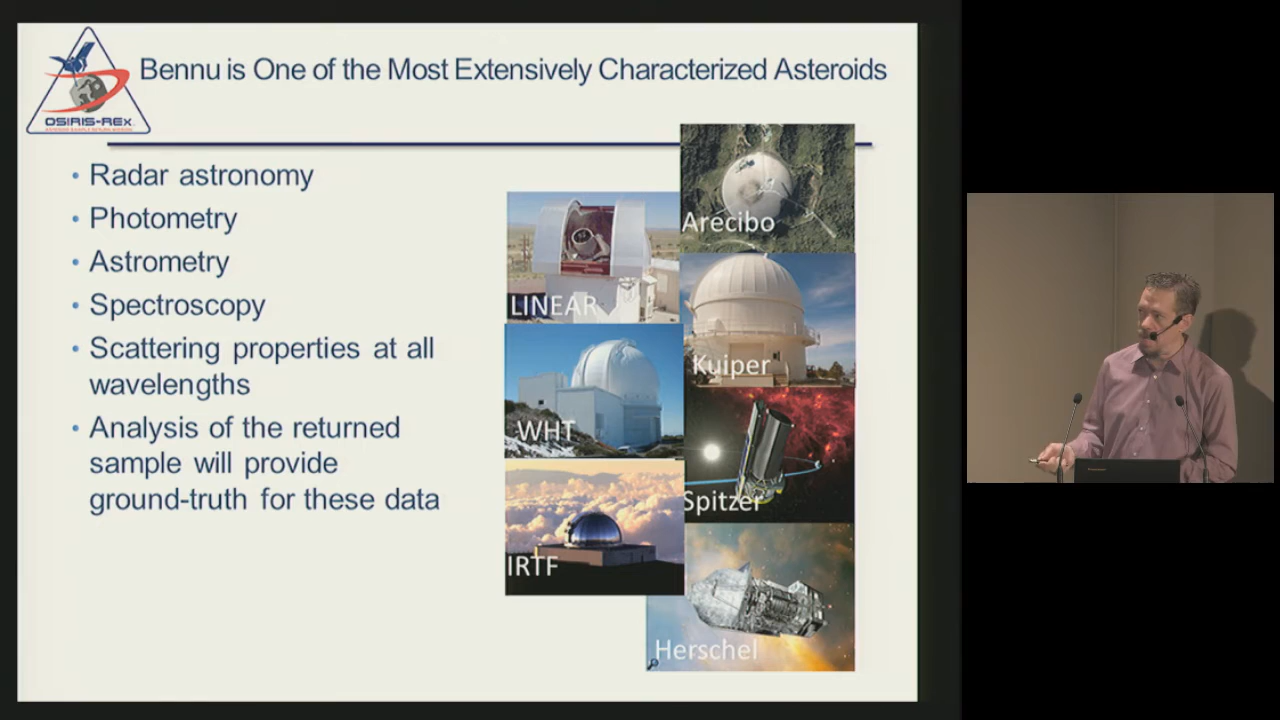 Bennu is One of the Most Extensively Characterized Asteroids
OSIRIS-REx
• Radar astronomy
• Photometry
• Astrometry
• Spectroscopy
• Scattering properties at all
wavelengths
• Analysis of the returned
sample will provide
ground-truth for these data
Arecibo
LINEAR
Kuiper
WHT
Spitzer
IRTF
Herschel